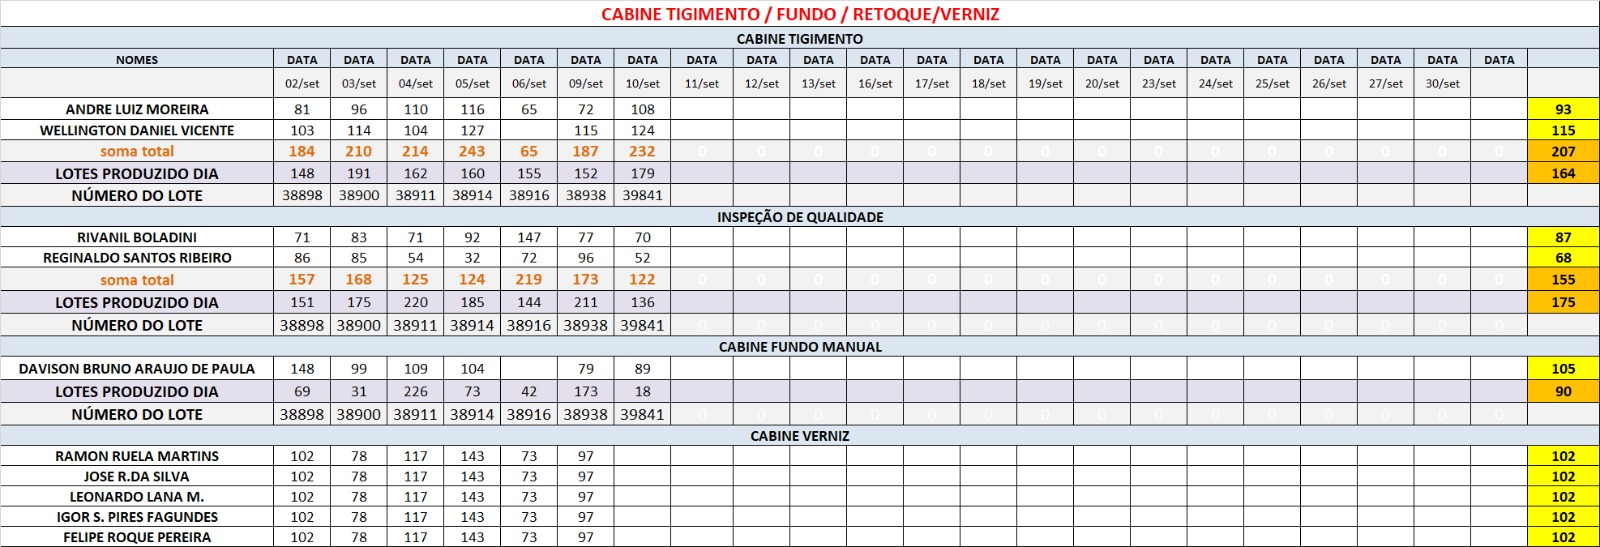 CABINE TIGIMENTO / FUNDO / RETOQUE/VERNIZ
CABINE TIGIMENTO
NOMES DATA DATA DATA DATA DATA DATA DATA DATA DATA DATA DATA DATA DATA DATA DATA DATA DATA DATA DATA DATA DATA DATA
02/set 03/set 04/set 05/set 06/set 09/set 10/set 11/set 12/set 13/set 16/set 17/set 18/set 19/set 20/set 23/set 24/set 25/set 26/set 27/set 30/set
ANDRE LUIZ MOREIRA 81 96 110 116 65 72 108 93
WELLINGTON DANIEL VICENTE 103 114 104 127 115 124 115
soma total 184 210 214 243 65 187 232 0 0 0 0 0 0 0 0 0 0 0 0 0 0 0 207
LOTES PRODUZIDO DIA 148 191 162 160 155 152 179 164
NÚMERO DO LOTE 38898 38900 38911 38914 38916 38938 39841
INSPEÇÃO DE QUALIDADE
RIVANIL BOLADINI 71 83 71 92 147 77 70 87
REGINALDO SANTOS RIBEIRO 86 85 54 32 72 96 52 68
soma total 157 168 125 124 219 173 122 0 0 0 0 0 0 0 0 0 0 0 0 0 0 0 155
LOTES PRODUZIDO DIA 151 175 220 185 144 211 136 175
NÚMERO DO LOTE 38898 38900 38911 38914 38916 38938 39841 0 0 0 0 0 0 0 0 0 0 0 0 0 0 0
CABINE FUNDO MANUAL
DAVISON BRUNO ARAUJO DE PAULA 148 99 109 104 79 89 105
LOTES PRODUZIDO DIA 69 31 226 73 42 173 18 90
NÚMERO DO LOTE 38898 38900 38911 38914 38916 38938 39841 0 0 0 0 0 0 0 0 0 0 0 0 0 0 0
CABINE VERNIZ
RAMON RUELA MARTINS 102 78 117 143 73 97 102
JOSE R.DA SILVA 102 78 117 143 73 97 102
LEONARDO LANA M. 102 78 117 143 73 97 102
IGOR S. PIRES FAGUNDES 102 78 117 143 73 97 102
FELIPE ROQUE PEREIRA 102 78 117 143 73 97 102